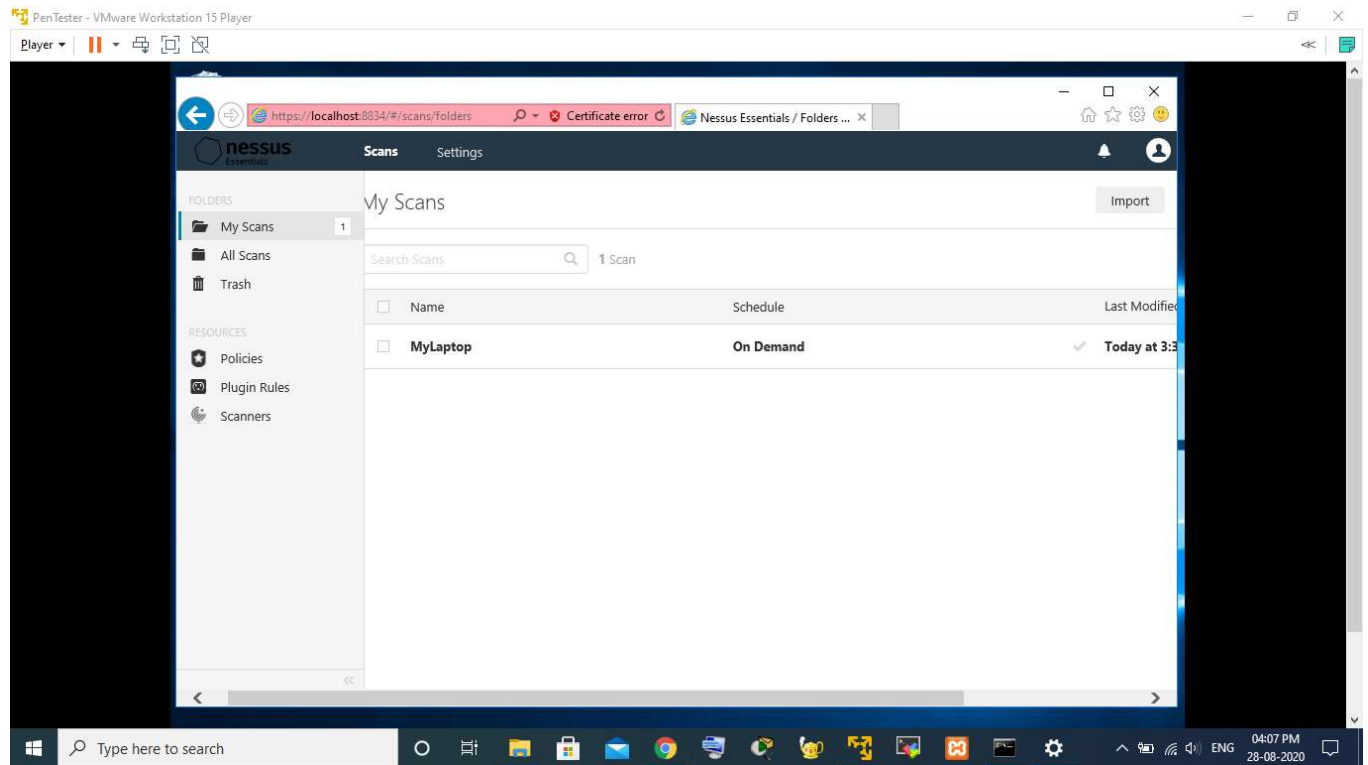 PenTester - VMware Workstation 15 Player
Player
https://localhost:8834/#/scans/folders
Certificate error
Nessus Essentials / Folders ...
nessus
Essentials
Scans
Settings
FOLDERS
My Scans
1
All Scans
Trash
RESOURCES
Policies
Plugin Rules
Scanners
My Scans
Import
Search Scans
1 Scan
Name
Schedule
Last Modified
MyLaptop
On Demand
Today at 3:3
Type here to search
ENG
04:07 PM
28-08-2020